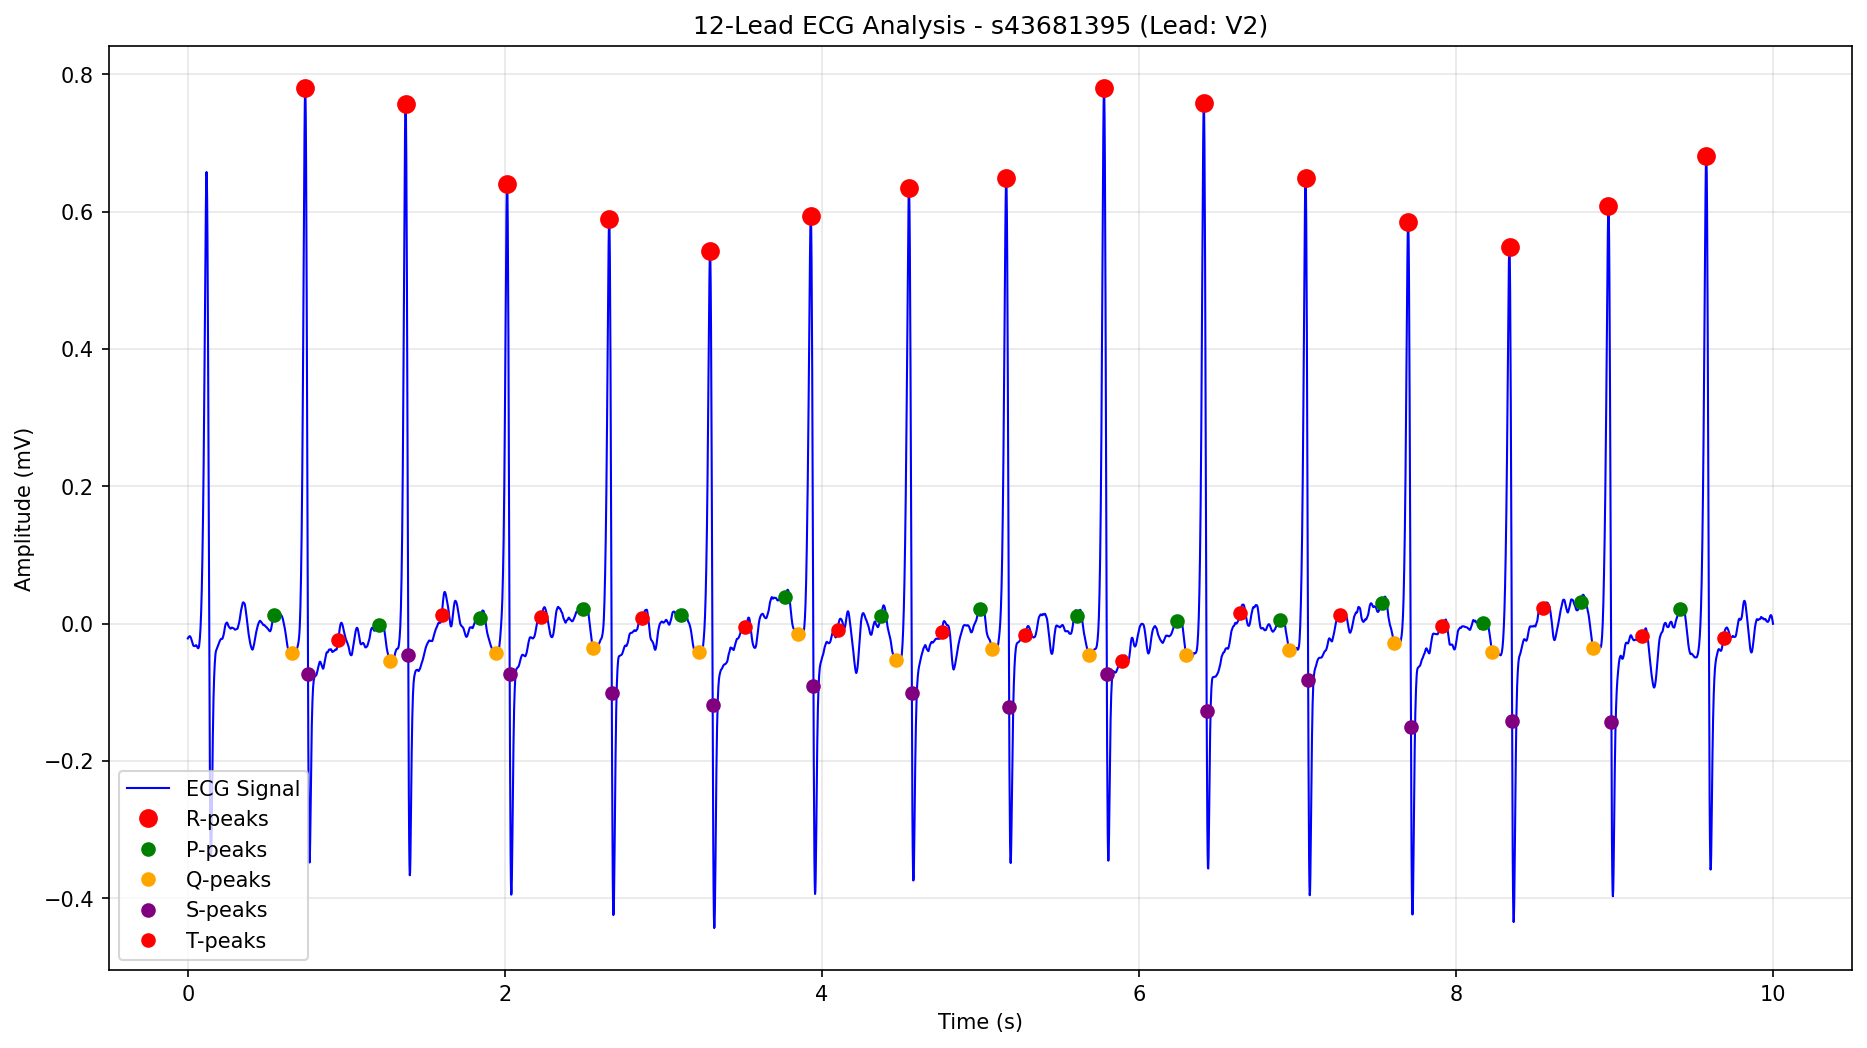 12-Lead ECG Analysis - s43681395 (Lead: V2)
Amplitude (mV)
0.8
0.6
0.4
0.2
0.0
−0.2
−0.4
ECG Signal
R-peaks
P-peaks
Q-peaks
S-peaks
T-peaks
0 2 4 6 8 10
Time (s)